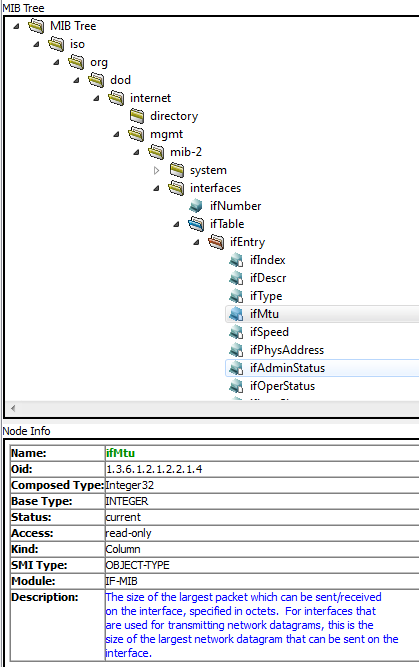 MIB Tree
MIB Tree
iso
org
dod
internet
directory
mgmt
mib-2
system
interfaces
ifNumber
ifTable
ifEntry
ifIndex
ifDescr
ifType
ifMtu
ifSpeed
ifPhysAddress
ifAdminStatus
ifOperStatus
Node Info
Name: ifMtu
Oid: 1.3.6.1.2.1.2.2.1.4
Composed Type: Integer32
Base Type: INTEGER
Status: current
Access: read-only
Kind: Column
SMI Type: OBJECT-TYPE
Module: IF-MIB
Description: The size of the largest packet which can be sent/received
on the interface, specified in octets. For interfaces that
are used for transmitting network datagrams, this is the
size of the largest network datagram that can be sent on the
interface.